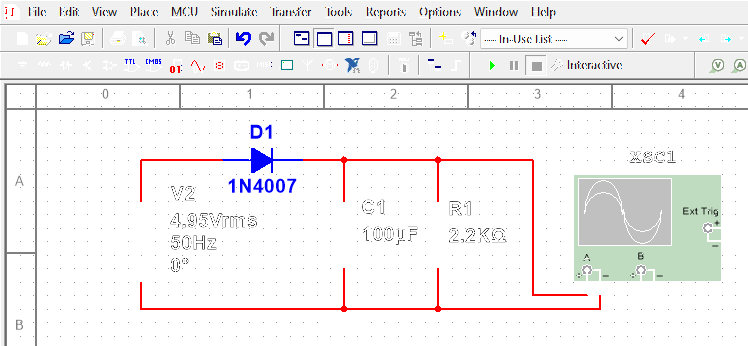 File Edit View Place MCU Simulate Transfer Tools Reports Options Window Help
---- In-Use List ----
TTL CMOS
Interactive
V A
0 1 2 3 4
D1
XSC1
A
1N4007
V2
4.95Vrms
50Hz
0°
C1
100µF
R1
2.2KΩ
Ext Trig
+
A B
B